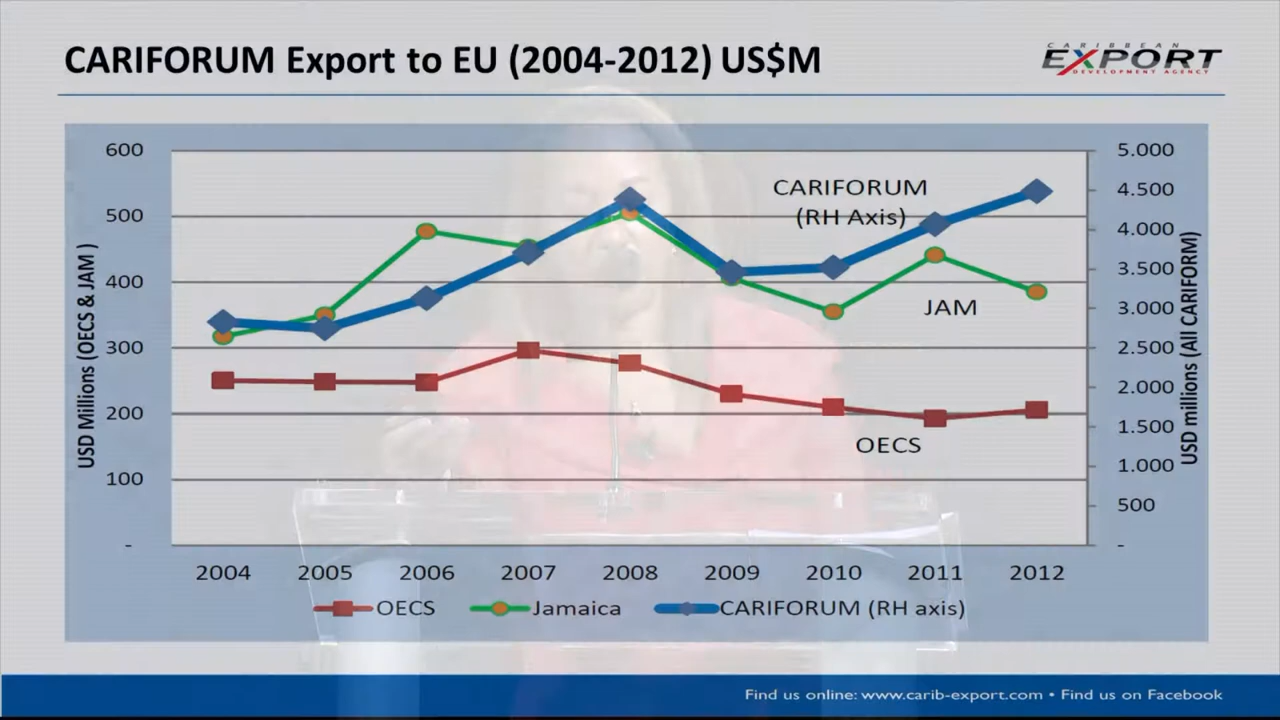 CARIFORUM Export to EU (2004-2012) US$M
CARIBBEAN
EXPORT
DEVELOPMENT AGENCY
600
500
400
300
200
100
-
USD Millions (OECS & JAM )
5.000
4.500
4.000
3.500
3.000
2.500
2.000
1.500
1.000
500
-
USD millions (All CARIFORM)
CARIFORUM
(RH Axis)
JAM
OECS
2004 2005 2006 2007 2008 2009 2010 2011 2012
OECS Jamaica CARIFORUM (RH axis)
Find us online: www.carib-export.com • Find us on Facebook